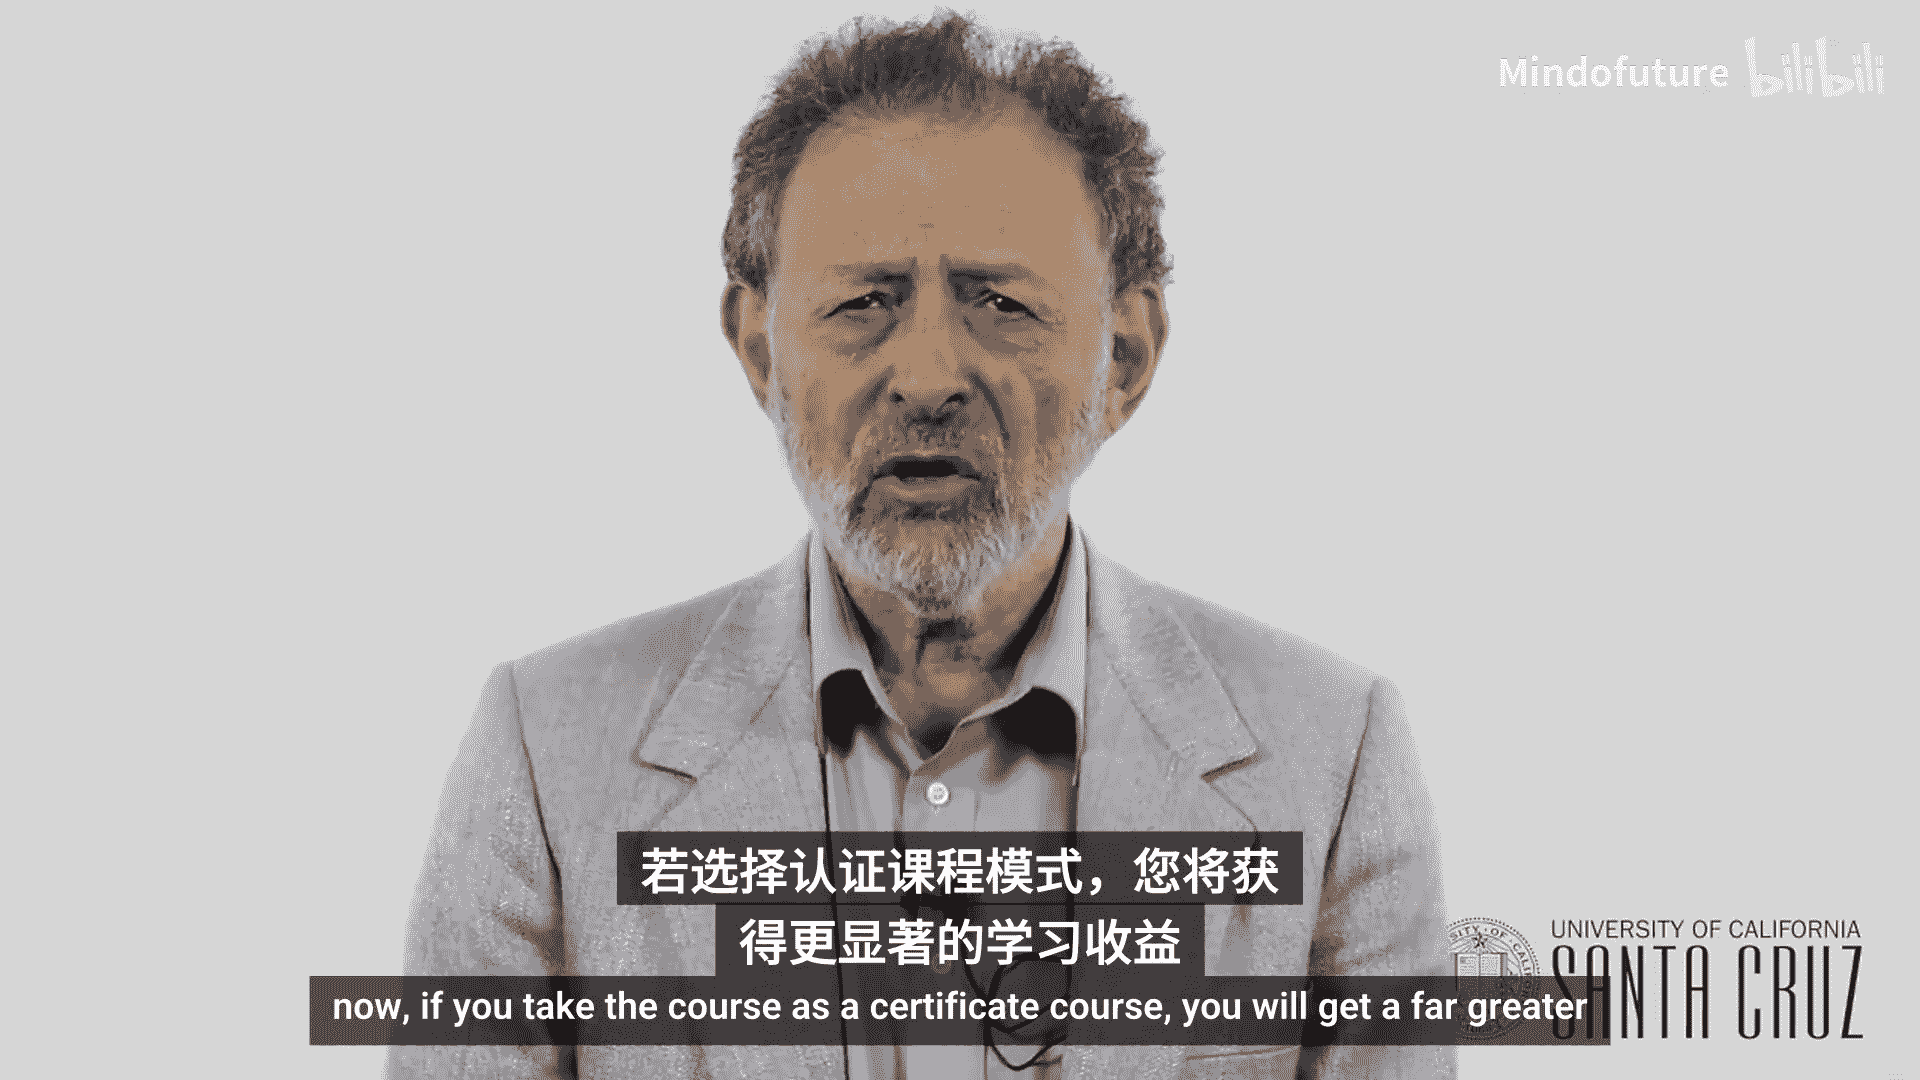 Mindofuture bilibili
若选择认证课程模式，您将获
得更显著的学习收益
now, if you take the course as a certificate course, you will get a far greater
UNIVERSITY OF CALIFORNIA
SANTA CRUZ